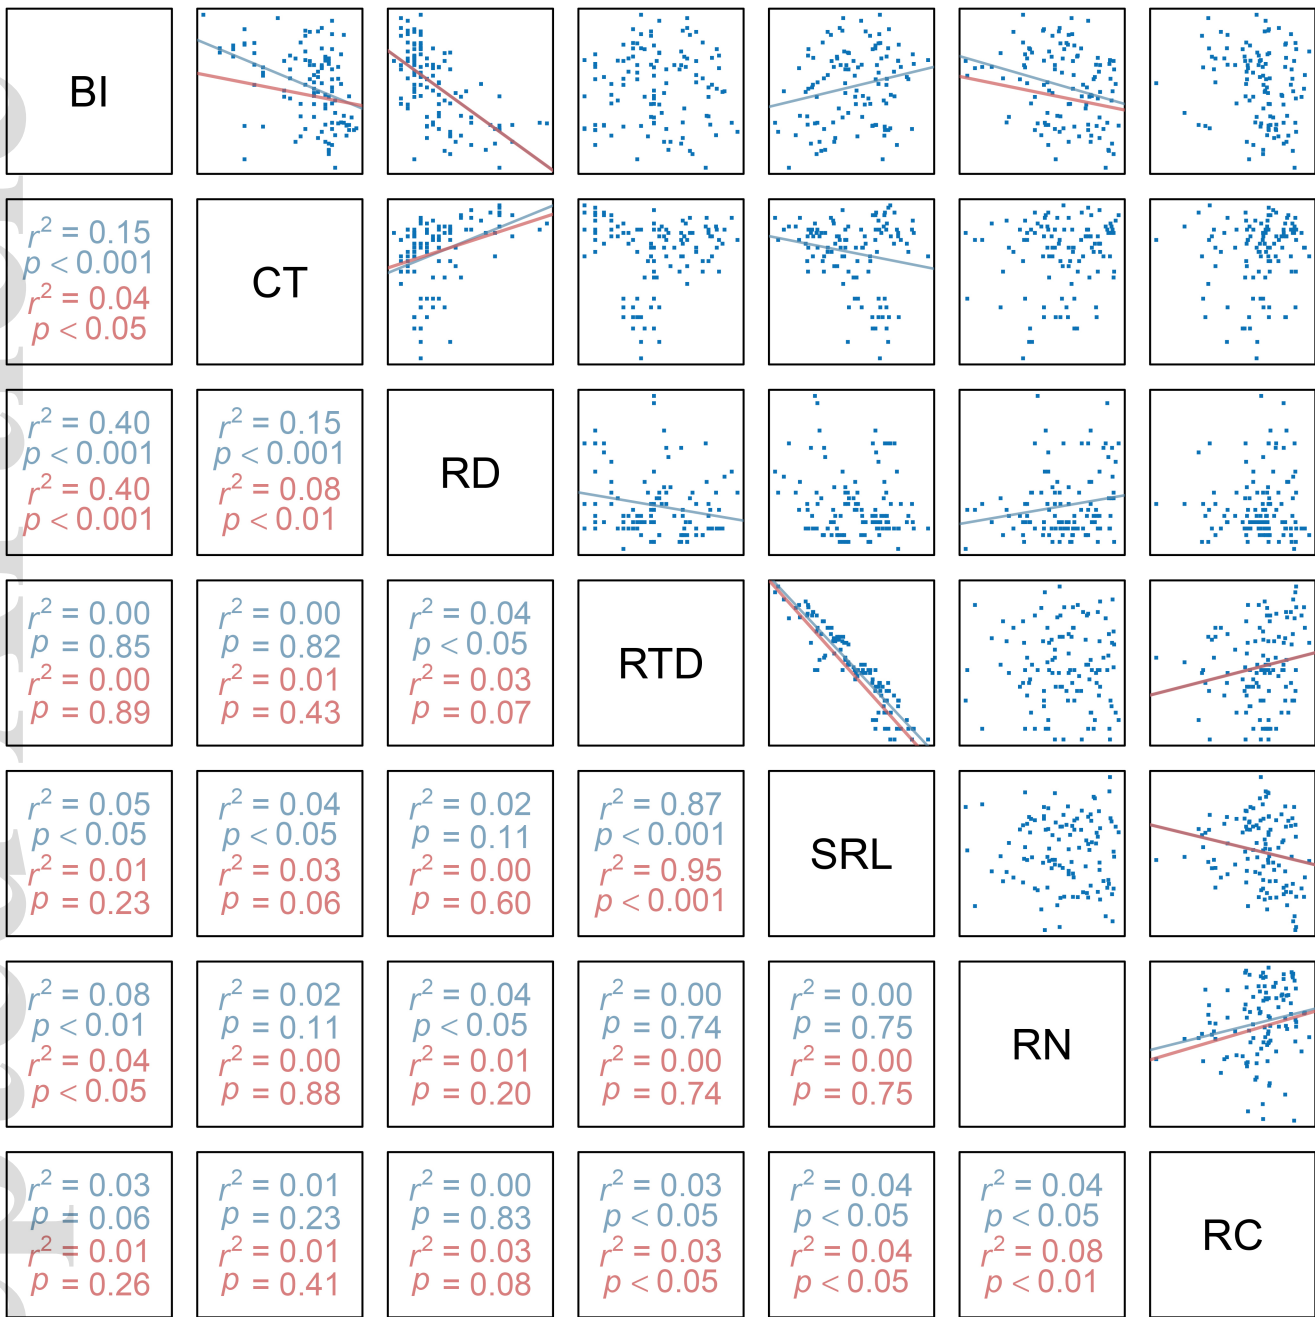 BI
r² = 0.15
p < 0.001
r² = 0.04
p < 0.05
CT
r² = 0.40
p < 0.001
r² = 0.40
p < 0.001
r² = 0.15
p < 0.001
r² = 0.08
p < 0.01
RD
r² = 0.00
p = 0.85
r² = 0.00
p = 0.89
r² = 0.00
p = 0.82
r² = 0.01
p = 0.43
r² = 0.04
p < 0.05
r² = 0.03
p = 0.07
RTD
r² = 0.05
p < 0.05
r² = 0.01
p = 0.23
r² = 0.04
p < 0.05
r² = 0.03
p = 0.06
r² = 0.02
p = 0.11
r² = 0.00
p = 0.60
r² = 0.87
p < 0.001
r² = 0.95
p < 0.001
SRL
r² = 0.08
p < 0.01
r² = 0.04
p < 0.05
r² = 0.02
p = 0.11
r² = 0.00
p = 0.88
r² = 0.04
p < 0.05
r² = 0.01
p = 0.20
r² = 0.00
p = 0.74
r² = 0.00
p = 0.74
r² = 0.00
p = 0.75
r² = 0.00
p = 0.75
RN
r² = 0.03
p = 0.06
r² = 0.01
p = 0.26
r² = 0.01
p = 0.23
r² = 0.01
p = 0.41
r² = 0.00
p = 0.83
r² = 0.03
p = 0.08
r² = 0.03
p < 0.05
r² = 0.03
p < 0.05
r² = 0.04
p < 0.05
r² = 0.04
p < 0.05
r² = 0.04
p < 0.05
r² = 0.08
p < 0.01
RC